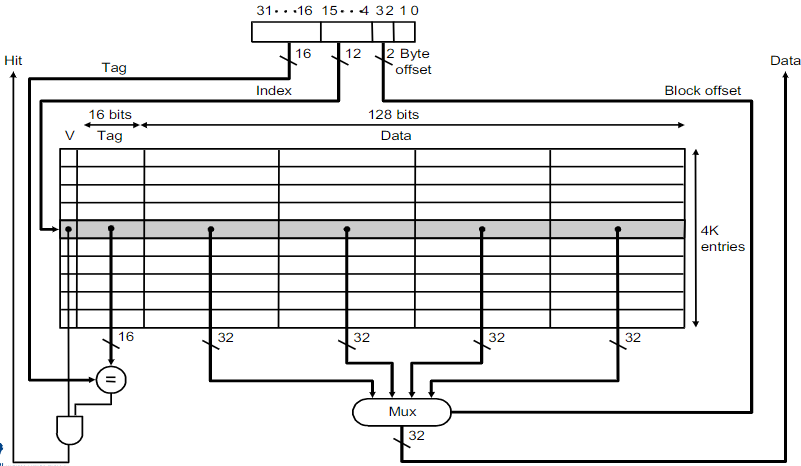 31 • • • 16 15 • • • 4 3 2 1 0
16 12 2 Byte offset
Hit
Data
Tag
Index
Block offset
16 bits
128 bits
V
Tag
Data
4K
entries
16
32
32
32
32
=
Mux
32